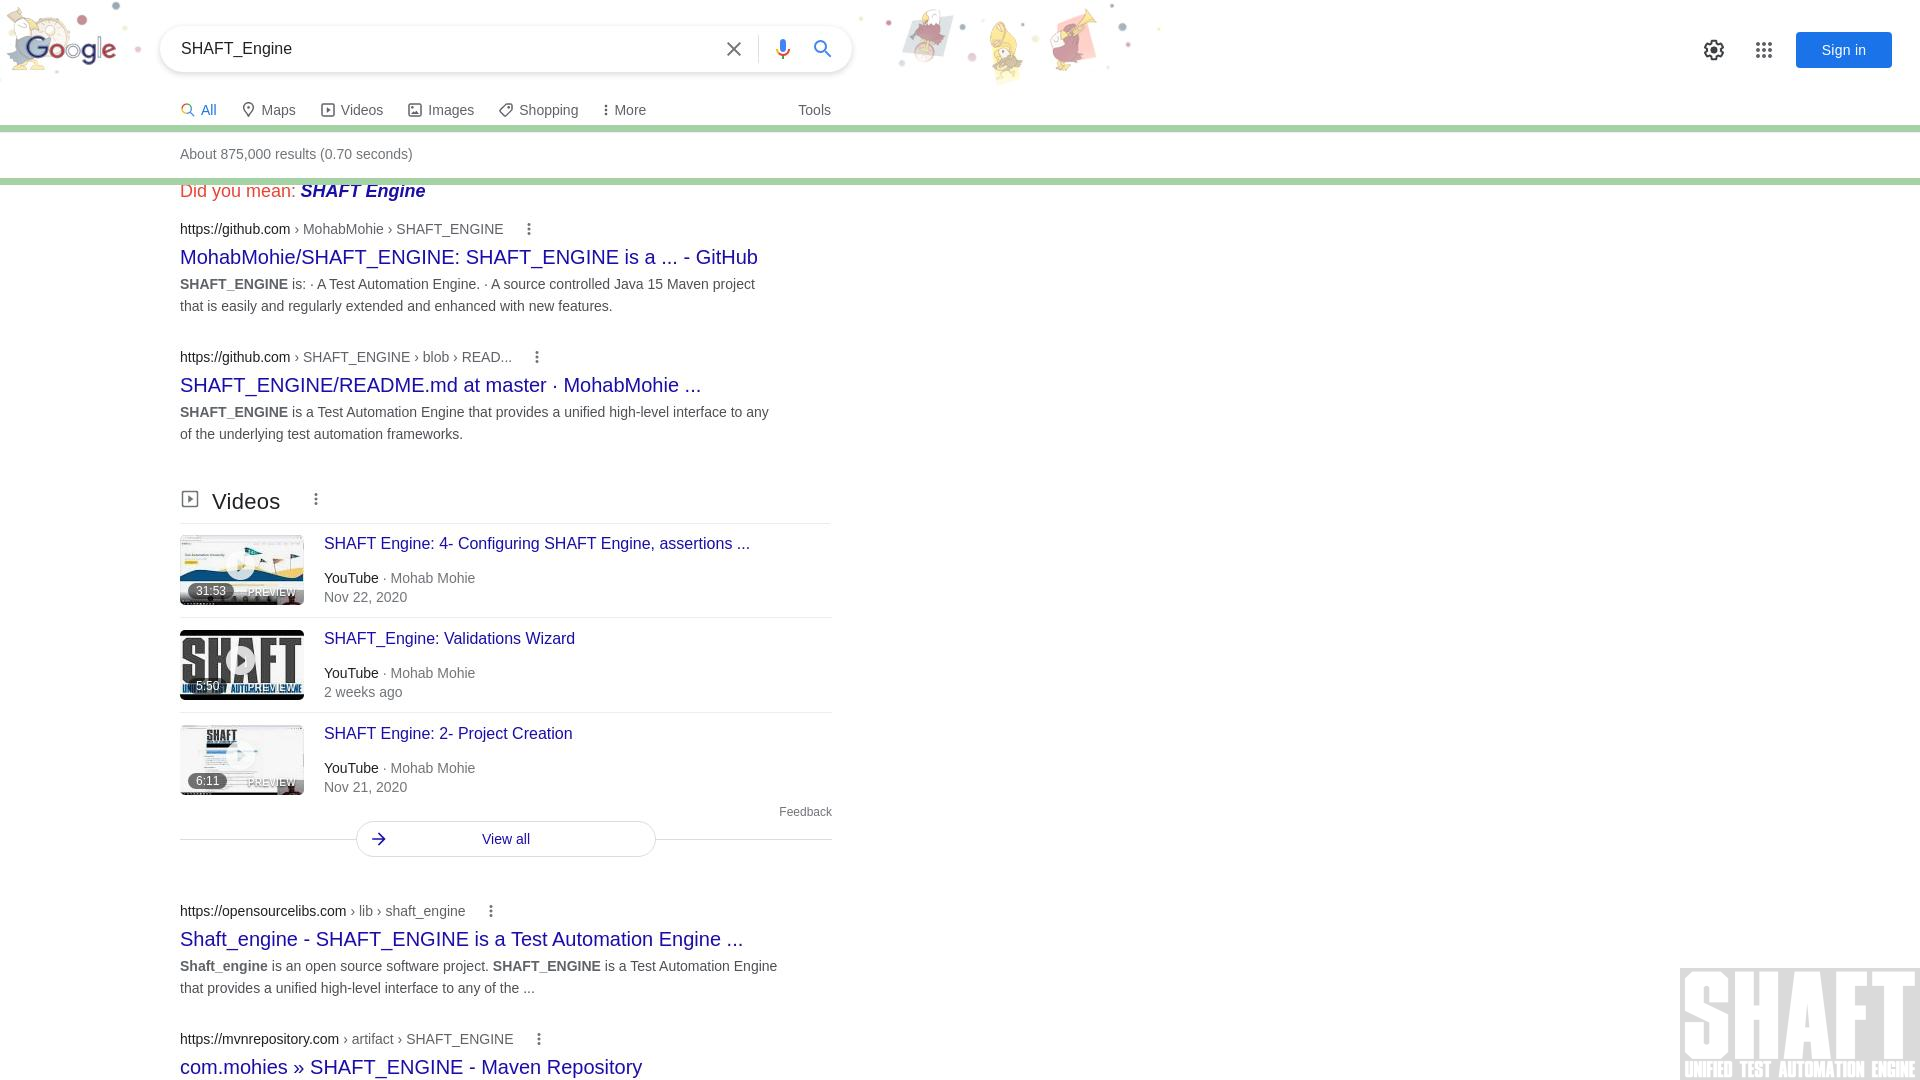 Google
SHAFT_Engine
Sign in
All
Maps
Videos
Images
Shopping
More
Tools
About 875,000 results (0.70 seconds)
Did you mean: SHAFT Engine
https://github.com › MohabMohie › SHAFT_ENGINE
MohabMohie/SHAFT_ENGINE: SHAFT_ENGINE is a ... - GitHub
SHAFT_ENGINE is: · A Test Automation Engine. · A source controlled Java 15 Maven project
that is easily and regularly extended and enhanced with new features.
https://github.com › SHAFT_ENGINE › blob › READ...
SHAFT_ENGINE/README.md at master · MohabMohie ...
SHAFT_ENGINE is a Test Automation Engine that provides a unified high-level interface to any
of the underlying test automation frameworks.
Videos
SHAFT Engine: 4- Configuring SHAFT Engine, assertions ...
31:53
PREVIEW
YouTube · Mohab Mohie
Nov 22, 2020
SHAFT_Engine: Validations Wizard
SHAFT
5:50
PREVIEW
YouTube · Mohab Mohie
2 weeks ago
SHAFT Engine: 2- Project Creation
SHAFT
6:11
PREVIEW
YouTube · Mohab Mohie
Nov 21, 2020
Feedback
View all
https://opensourcelibs.com › lib › shaft_engine
Shaft_engine - SHAFT_ENGINE is a Test Automation Engine ...
Shaft_engine is an open source software project. SHAFT_ENGINE is a Test Automation Engine
that provides a unified high-level interface to any of the ...
https://mvnrepository.com › artifact › SHAFT_ENGINE
com.mohies » SHAFT_ENGINE - Maven Repository
SHAFT
UNIFIED TEST AUTOMATION ENGINE